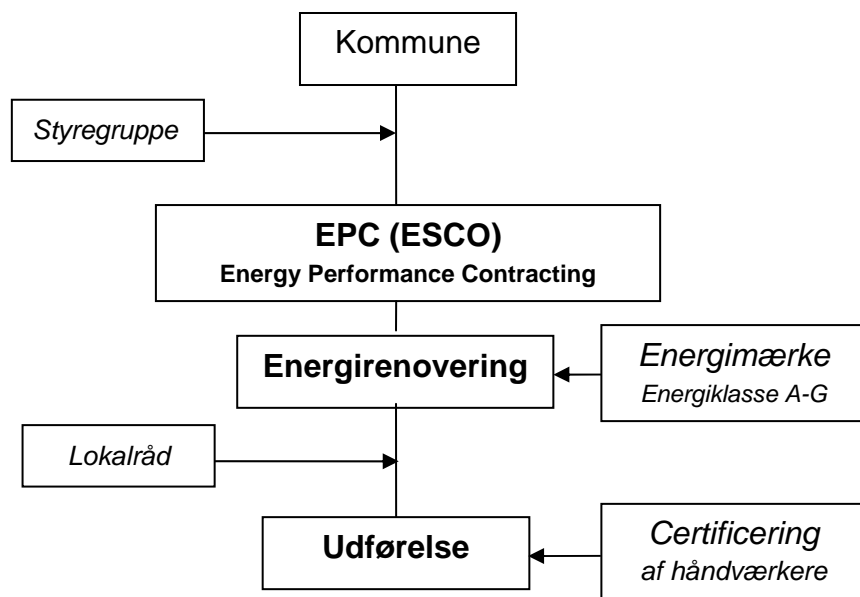 Kommune
Styregruppe
EPC (ESCO)
Energy Performance Contracting
Energirenovering
Energimærke
Energiklasse A-G
Lokalråd
Udførelse
Certificering
af håndværkere